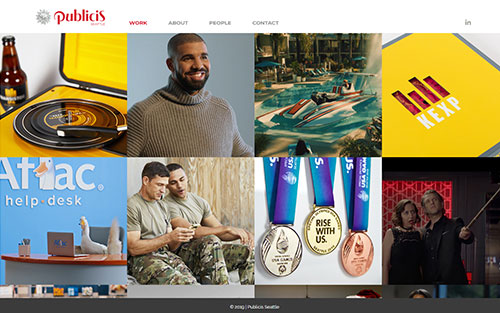 publicis
SEATTLE
WORK ABOUT PEOPLE CONTACT in
KEXP
Aflac®
help·desk
USA GAMES
RISE
WITH
US.
© 2019 | Publicis Seattle